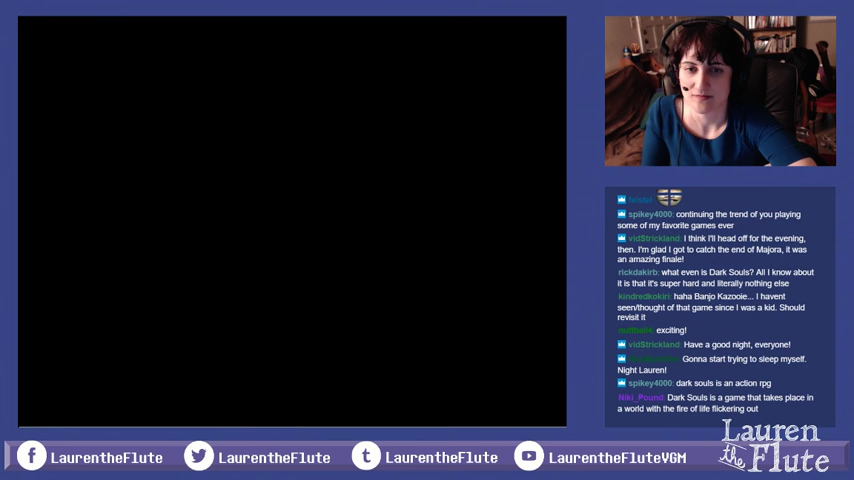 spikey4000: continuing the trend of you playing
some of my favorite games ever
vidStrickland: I think I'll head off for the evening,
then. I'm glad I got to catch the end of Majora, it was
an amazing finale!
rickdakirb: what even is Dark Souls? All I know about
it is that it's super hard and literally nothing else
kindredkokiri: haha Banjo Kazooie... I havent
seen/thought of that game since I was a kid. Should
revisit it
exciting!
vidStrickland: Have a good night, everyone!
Gonna start trying to sleep myself.
Night Lauren!
spikey4000: dark souls is an action rpg
Niki_Pound: Dark Souls is a game that takes place in
a world with the fire of life flickering out
Lauren
the Flute
LaurentheFlute
LaurentheFlute
LaurentheFlute
LaurentheFluteVGM